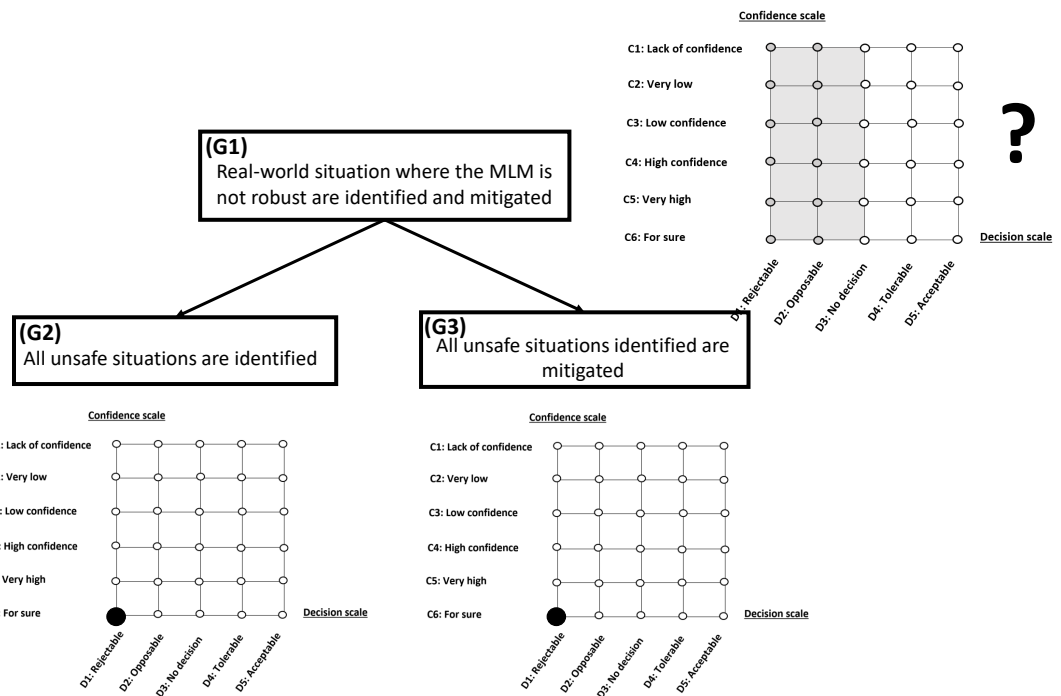 Confidence scale
C1: Lack of confidence
C2: Very low
C3: Low confidence
C4: High confidence
C5: Very high
C6: For sure
Decision scale
D1: Rejectable
D2: Opposable
D3: No decision
D4: Tolerable
D5: Acceptable
?
(G1)
Real-world situation where the MLM is
not robust are identified and mitigated
(G2)
All unsafe situations are identified
(G3)
All unsafe situations identified are
mitigated
Confidence scale
: Lack of confidence
: Very low
: Low confidence
: High confidence
Very high
: For sure
Decision scale
D1: Rejectable
D2: Opposable
D3: No decision
D4: Tolerable
D5: Acceptable
Confidence scale
C1: Lack of confidence
C2: Very low
C3: Low confidence
C4: High confidence
C5: Very high
C6: For sure
Decision scale
D1: Rejectable
D2: Opposable
D3: No decision
D4: Tolerable
D5: Acceptable